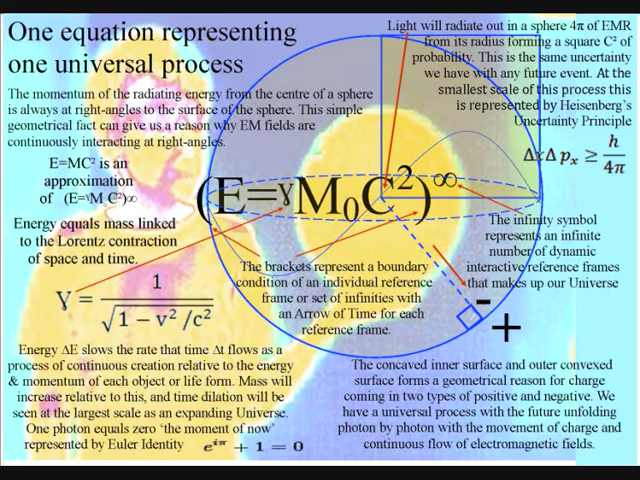 One equation representing
one universal process
The momentum of the radiating energy from the centre of a sphere
is always at right-angles to the surface of the sphere. This simple
geometrical fact can give us a reason why EM fields are
continuously interacting at right-angles.
E=MC² is an
approximation
of (E=ɣM C²)∞
Energy equals mass linked
to the Lorentz contraction
of space and time.
ɣ = 1 / √(1 − v²/c²)
Light will radiate out in a sphere 4π of EMR
from its radius forming a square C² of
probability. This is the same uncertainty
we have with any future event. At the
smallest scale of this process this
is represented by Heisenberg's
Uncertainty Principle
Δx Δ pₓ ≥ h / 4π
(E=ɣM₀C²)∞
The infinity symbol
represents an infinite
number of dynamic
interactive reference frames
that makes up our Universe
The brackets represent a boundary
condition of an individual reference
frame or set of infinities with
an Arrow of Time for each
reference frame.
-
+
Energy ΔE slows the rate that time Δt flows as a
process of continuous creation relative to the energy
& momentum of each object or life form. Mass will
increase relative to this, and time dilation will be
seen at the largest scale as an expanding Universe.
One photon equals zero 'the moment of now'
represented by Euler Identity e^{iπ} + 1 = 0
The concaved inner surface and outer convexed
surface forms a geometrical reason for charge
coming in two types of positive and negative. We
have a universal process with the future unfolding
photon by photon with the movement of charge and
continuous flow of electromagnetic fields.